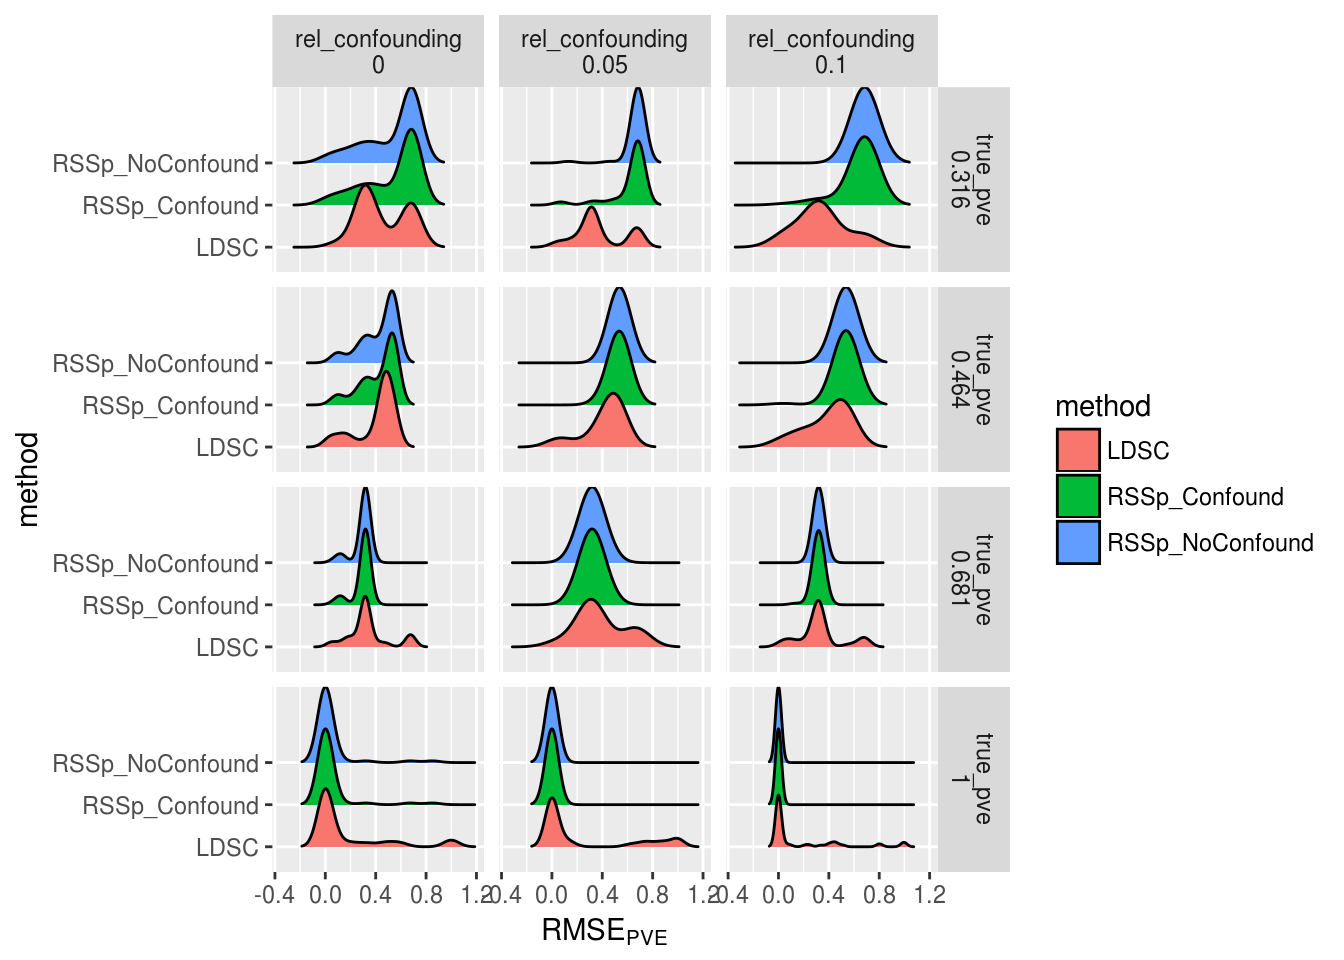 rel_confounding
0
rel_confounding
0.05
rel_confounding
0.1
RSSp_NoConfound
RSSp_Confound
LDSC
true_pve
0.316
RSSp_NoConfound
RSSp_Confound
LDSC
true_pve
0.464
RSSp_NoConfound
RSSp_Confound
LDSC
true_pve
0.681
RSSp_NoConfound
RSSp_Confound
LDSC
true_pve
1
-0.4 0.0 0.4 0.8 1.2
-0.4 0.0 0.4 0.8 1.2
-0.4 0.0 0.4 0.8 1.2
RMSE PVE
method
method
LDSC
RSSp_Confound
RSSp_NoConfound